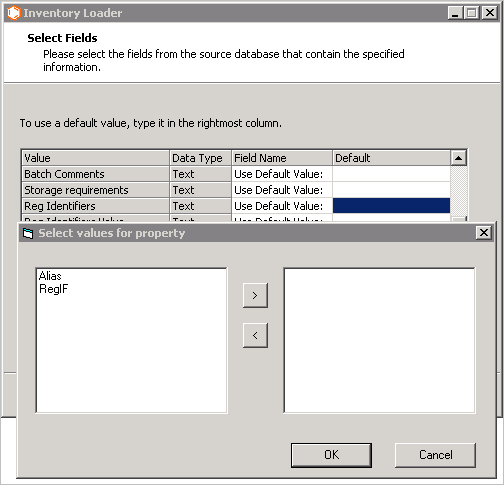 Inventory Loader
Select Fields
Please select the fields from the source database that contain the specified
information.
To use a default value, type it in the rightmost column.
Value Data Type Field Name Default
Batch Comments Text Use Default Value:
Storage requirements Text Use Default Value:
Reg Identifiers Text Use Default Value:
Reg Identifiers Value Text Use Default Value:
Select values for property
Alias
RegIF
>
<
OK
Cancel